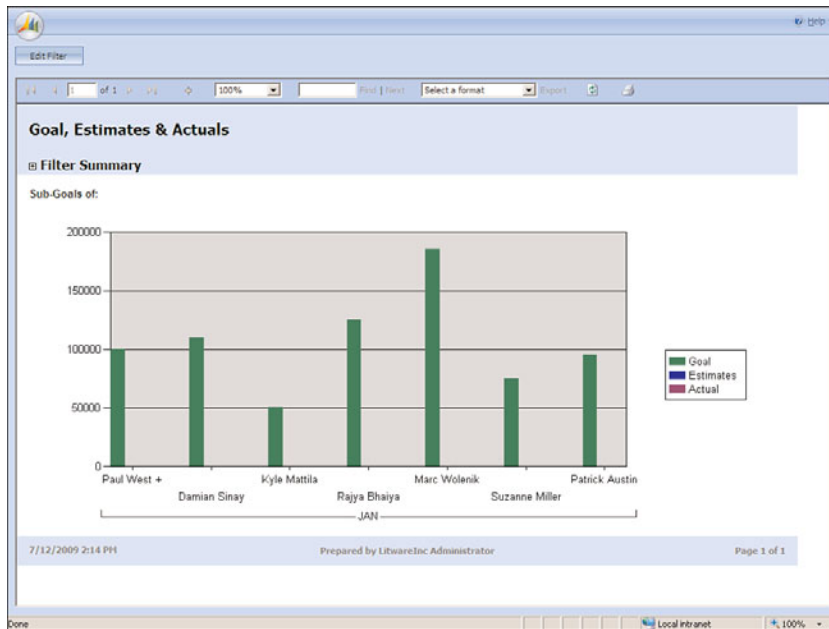 Help
Edit Filter
1 of 1 100% Find | Next Select a format Export
Goal, Estimates & Actuals
Filter Summary
Sub-Goals of:
200000
150000
100000
50000
0
Goal
Estimates
Actual
Paul West + Kyle Mattila Marc Wolenik Patrick Austin
Damian Sinay Rajya Bhaiya Suzanne Miller
JAN
7/12/2009 2:14 PM Prepared by LitwareInc Administrator Page 1 of 1
Done Local intranet 100%